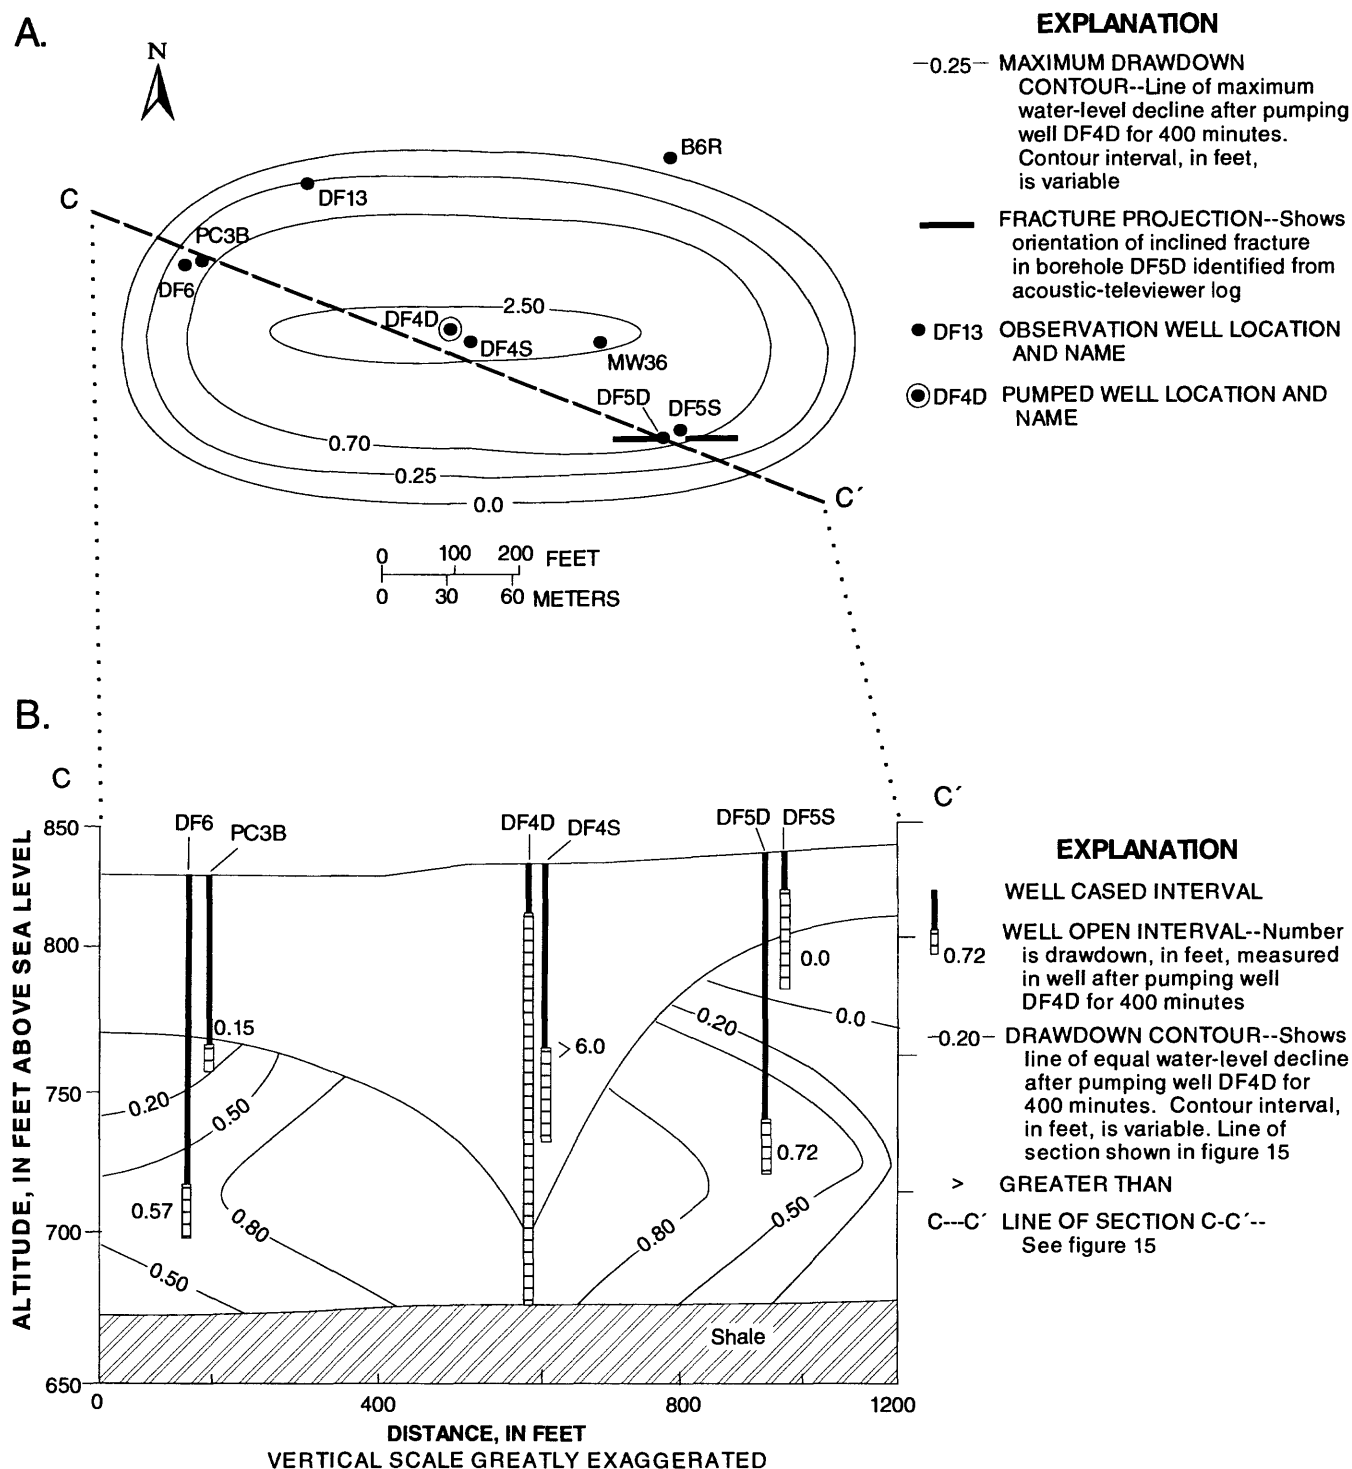 A.
N
C
B6R
DF13
PC3B
DF6
2.50
DF4D
DF4S
MW36
DF5D
DF5S
0.70
0.25
0.0
C´
0 100 200 FEET
0 30 60 METERS
EXPLANATION
—0.25— MAXIMUM DRAWDOWN
CONTOUR--Line of maximum
water-level decline after pumping
well DF4D for 400 minutes.
Contour interval, in feet,
is variable
FRACTURE PROJECTION--Shows
orientation of inclined fracture
in borehole DF5D identified from
acoustic-televiewer log
DF13 OBSERVATION WELL LOCATION
AND NAME
DF4D PUMPED WELL LOCATION AND
NAME
B.
C
C´
DF6
PC3B
DF4D
DF4S
DF5D
DF5S
850
800
750
700
650
ALTITUDE, IN FEET ABOVE SEA LEVEL
0.15
0.20
0.50
0.57
0.80
0.50
>6.0
0.0
0.0
0.20
0.72
0.50
0.80
Shale
0 400 800 1200
DISTANCE, IN FEET
VERTICAL SCALE GREATLY EXAGGERATED
EXPLANATION
WELL CASED INTERVAL
0.72 WELL OPEN INTERVAL--Number
is drawdown, in feet, measured
in well after pumping well
DF4D for 400 minutes
—0.20— DRAWDOWN CONTOUR--Shows
line of equal water-level decline
after pumping well DF4D for
400 minutes. Contour interval,
in feet, is variable. Line of
section shown in figure 15
> GREATER THAN
C---C´ LINE OF SECTION C-C´--
See figure 15